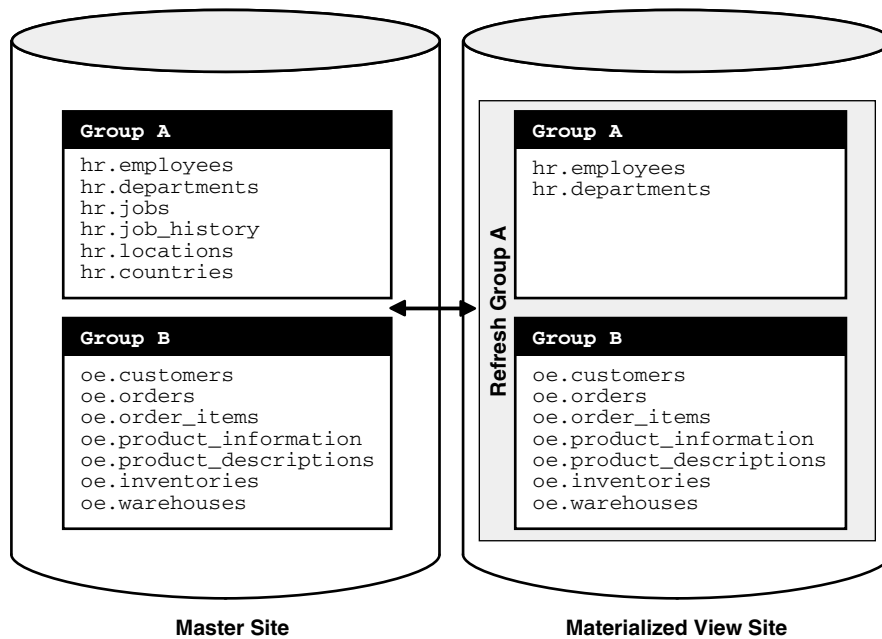 Group A
hr.employees
hr.departments
hr.jobs
hr.job_history
hr.locations
hr.countries
Group B
oe.customers
oe.orders
oe.order_items
oe.product_information
oe.product_descriptions
oe.inventories
oe.warehouses
Master Site
Refresh Group A
Group A
hr.employees
hr.departments
Group B
oe.customers
oe.orders
oe.order_items
oe.product_information
oe.product_descriptions
oe.inventories
oe.warehouses
Materialized View Site